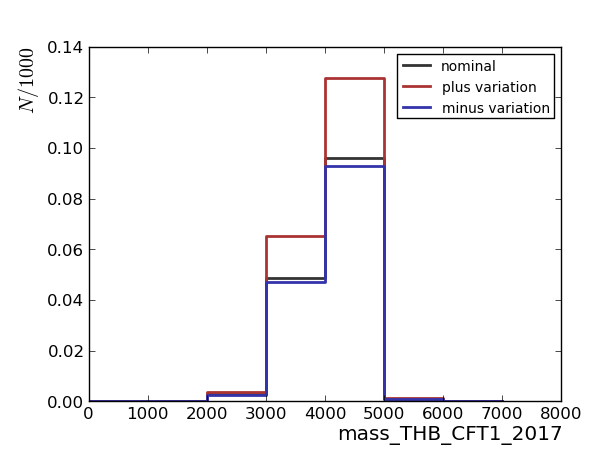 N/1000
0.14
0.12
0.10
0.08
0.06
0.04
0.02
0.00
nominal
plus variation
minus variation
0 1000 2000 3000 4000 5000 6000 7000 8000
mass_THB_CFT1_2017